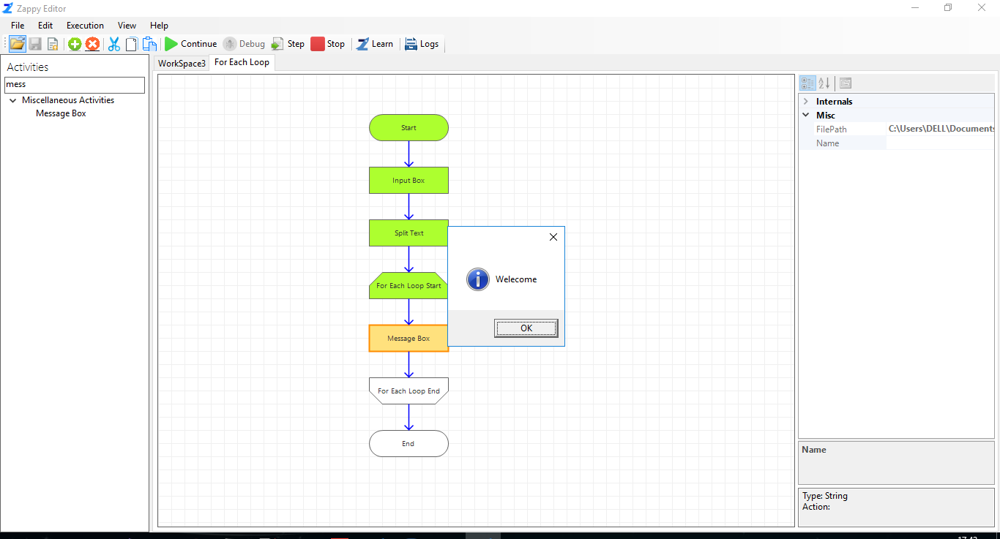 Zappy Editor
File Edit Execution View Help
Continue Debug Step Stop Learn Logs
Activities
mess
Miscellaneous Activities
Message Box
WorkSpace3 For Each Loop
Start
Input Box
Split Text
For Each Loop Start
Message Box
For Each Loop End
End
Welecome
OK
Internals
Misc
FilePath C:\Users\DELL\Documents
Name
Name
Type: String
Action: